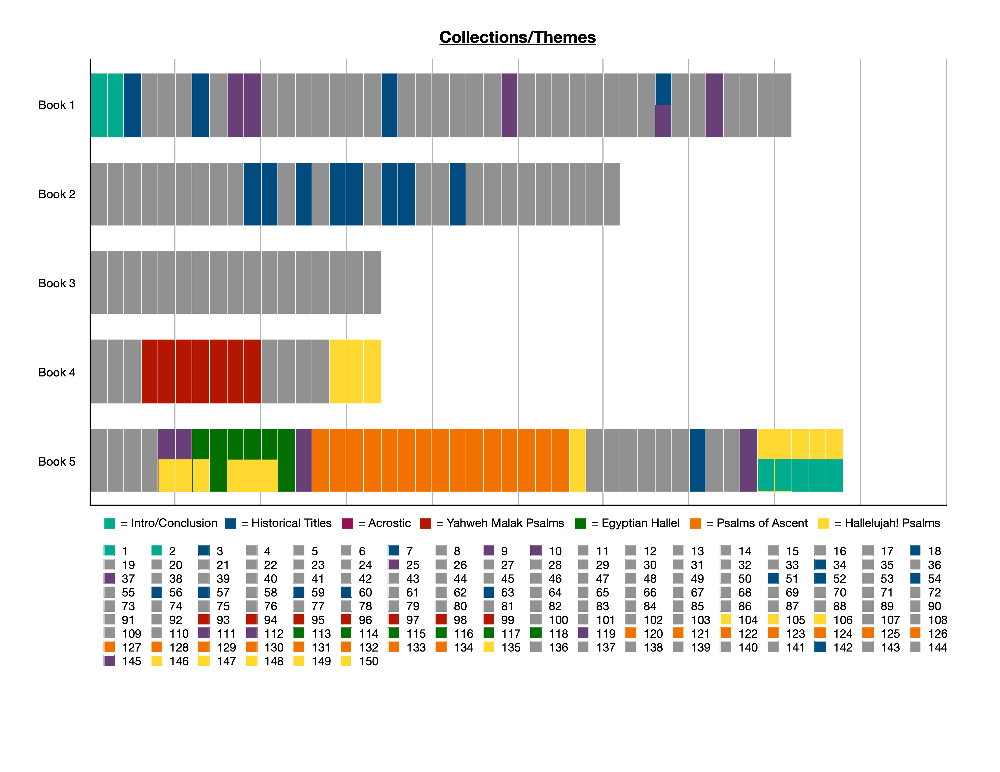 Collections/Themes
Book 1
Book 2
Book 3
Book 4
Book 5
= Intro/Conclusion = Historical Titles = Acrostic = Yahweh Malak Psalms = Egyptian Hallel = Psalms of Ascent = Hallelujah! Psalms
1 2 3 4 5 6 7 8 9 10 11 12 13 14 15 16 17 18
19 20 21 22 23 24 25 26 27 28 29 30 31 32 33 34 35 36
37 38 39 40 41 42 43 44 45 46 47 48 49 50 51 52 53 54
55 56 57 58 59 60 61 62 63 64 65 66 67 68 69 70 71 72
73 74 75 76 77 78 79 80 81 82 83 84 85 86 87 88 89 90
91 92 93 94 95 96 97 98 99 100 101 102 103 104 105 106 107 108
109 110 111 112 113 114 115 116 117 118 119 120 121 122 123 124 125 126
127 128 129 130 131 132 133 134 135 136 137 138 139 140 141 142 143 144
145 146 147 148 149 150